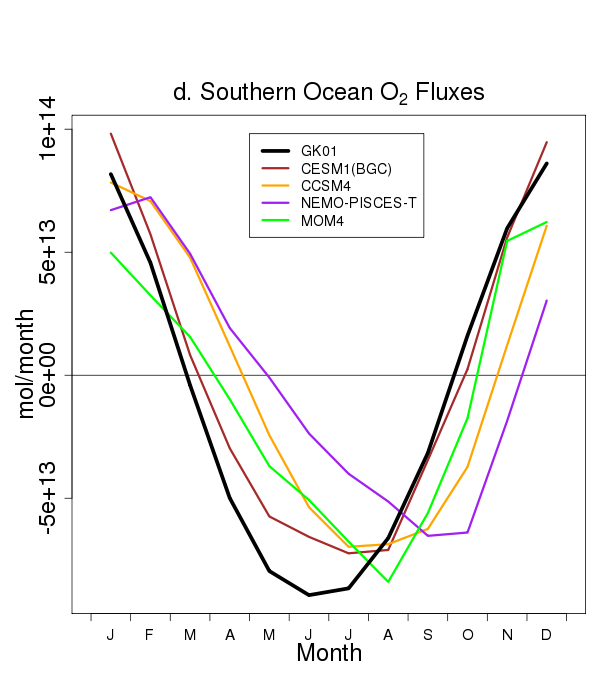 d. Southern Ocean O₂ Fluxes
GK01
CESM1(BGC)
CCSM4
NEMO-PISCES-T
MOM4
mol/month
1e+14
5e+13
0e+00
-5e+13
J F M A M J J A S O N D
Month